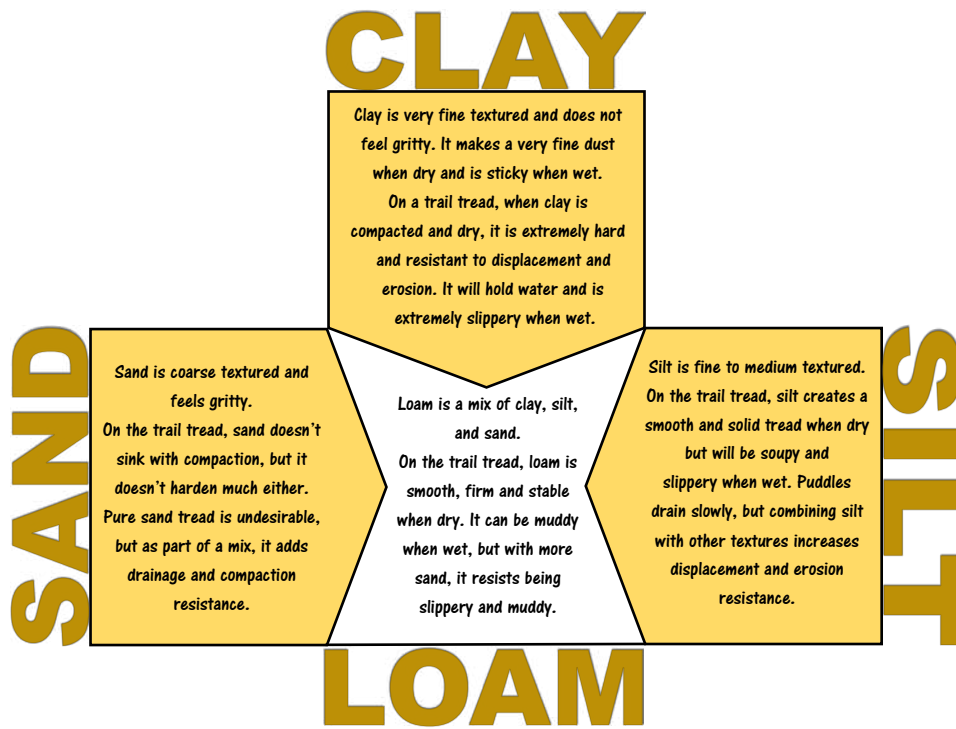 CLAY
Clay is very fine textured and does not
feel gritty. It makes a very fine dust
when dry and is sticky when wet.
On a trail tread, when clay is
compacted and dry, it is extremely hard
and resistant to displacement and
erosion. It will hold water and is
extremely slippery when wet.
SAND
Sand is coarse textured and
feels gritty.
On the trail tread, sand doesn't
sink with compaction, but it
doesn't harden much either.
Pure sand tread is undesirable,
but as part of a mix, it adds
drainage and compaction
resistance.
Loam is a mix of clay, silt,
and sand.
On the trail tread, loam is
smooth, firm and stable
when dry. It can be muddy
when wet, but with more
sand, it resists being
slippery and muddy.
LOAM
Silt is fine to medium textured.
On the trail tread, silt creates a
smooth and solid tread when dry
but will be soupy and
slippery when wet. Puddles
drain slowly, but combining silt
with other textures increases
displacement and erosion
resistance.
SILT